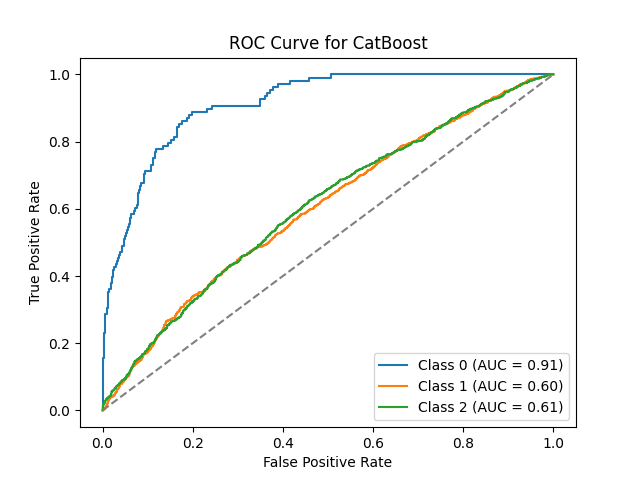 ROC Curve for CatBoost
1.0
0.8
0.6
0.4
0.2
0.0
True Positive Rate
0.0 0.2 0.4 0.6 0.8 1.0
False Positive Rate
Class 0 (AUC = 0.91)
Class 1 (AUC = 0.60)
Class 2 (AUC = 0.61)